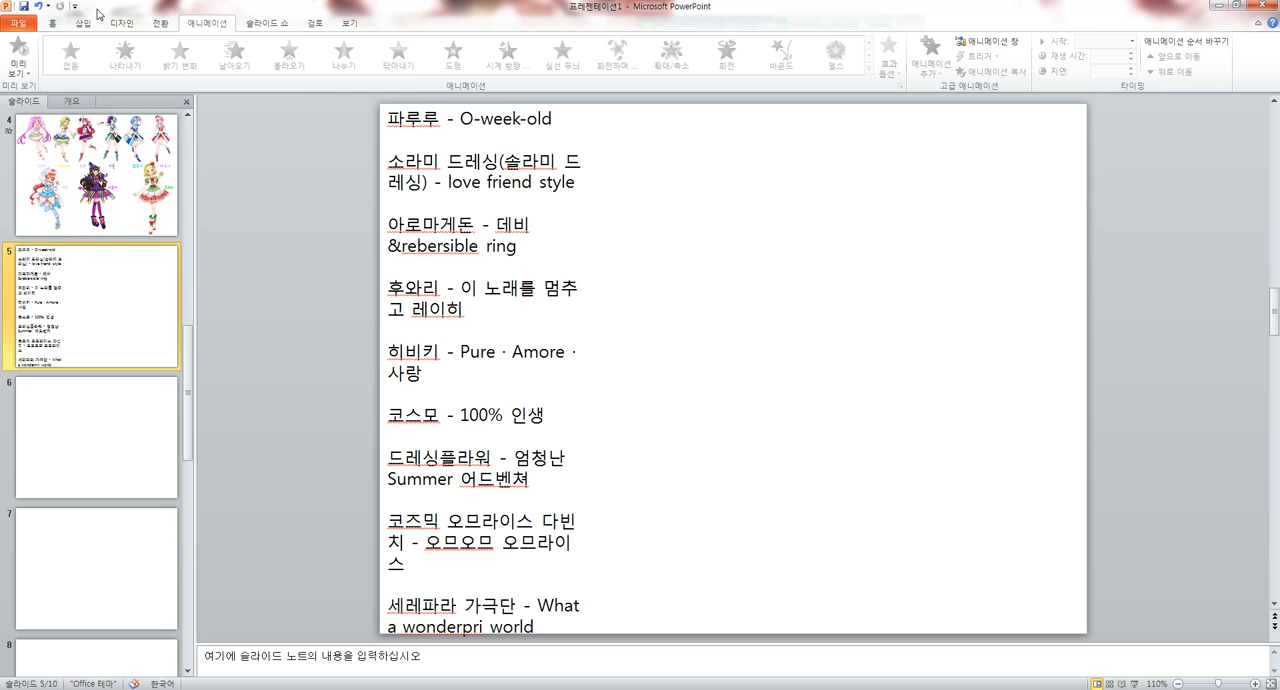 프레젠테이션1 - Microsoft PowerPoint
파일 홈 삽입 디자인 전환 애니메이션 슬라이드 쇼 검토 보기
미리 보기
없음 나타내기 밝기 변화 날아오기 올라오기 나누기 닦아내기 도형 시계 방향 ... 실선 무늬 회전하며 ... 확대/축소 회전 바운드 펄스
효과 옵션
애니메이션 추가
애니메이션 창
트리거
애니메이션 복사
시작:
재생 시간:
지연:
애니메이션 순서 바꾸기
앞으로 이동
뒤로 이동
미리 보기 애니메이션 고급 애니메이션 타이밍
슬라이드 개요
4
5
6
7
8
파루루 - O-week-old
소라미 드레싱(솔라미 드
레싱) - love friend style
아로마게돈 - 데비
&rebersible ring
후와리 - 이 노래를 멈추
고 레이히
히비키 - Pure · Amore ·
사랑
코스모 - 100% 인생
드레싱플라워 - 엄청난
Summer 어드벤쳐
코즈믹 오므라이스 다빈
치 - 오므오므 오므라이
스
세레파라 가극단 - What
a wonderpri world
여기에 슬라이드 노트의 내용을 입력하십시오
슬라이드 5/10 "Office 테마" 한국어 110%